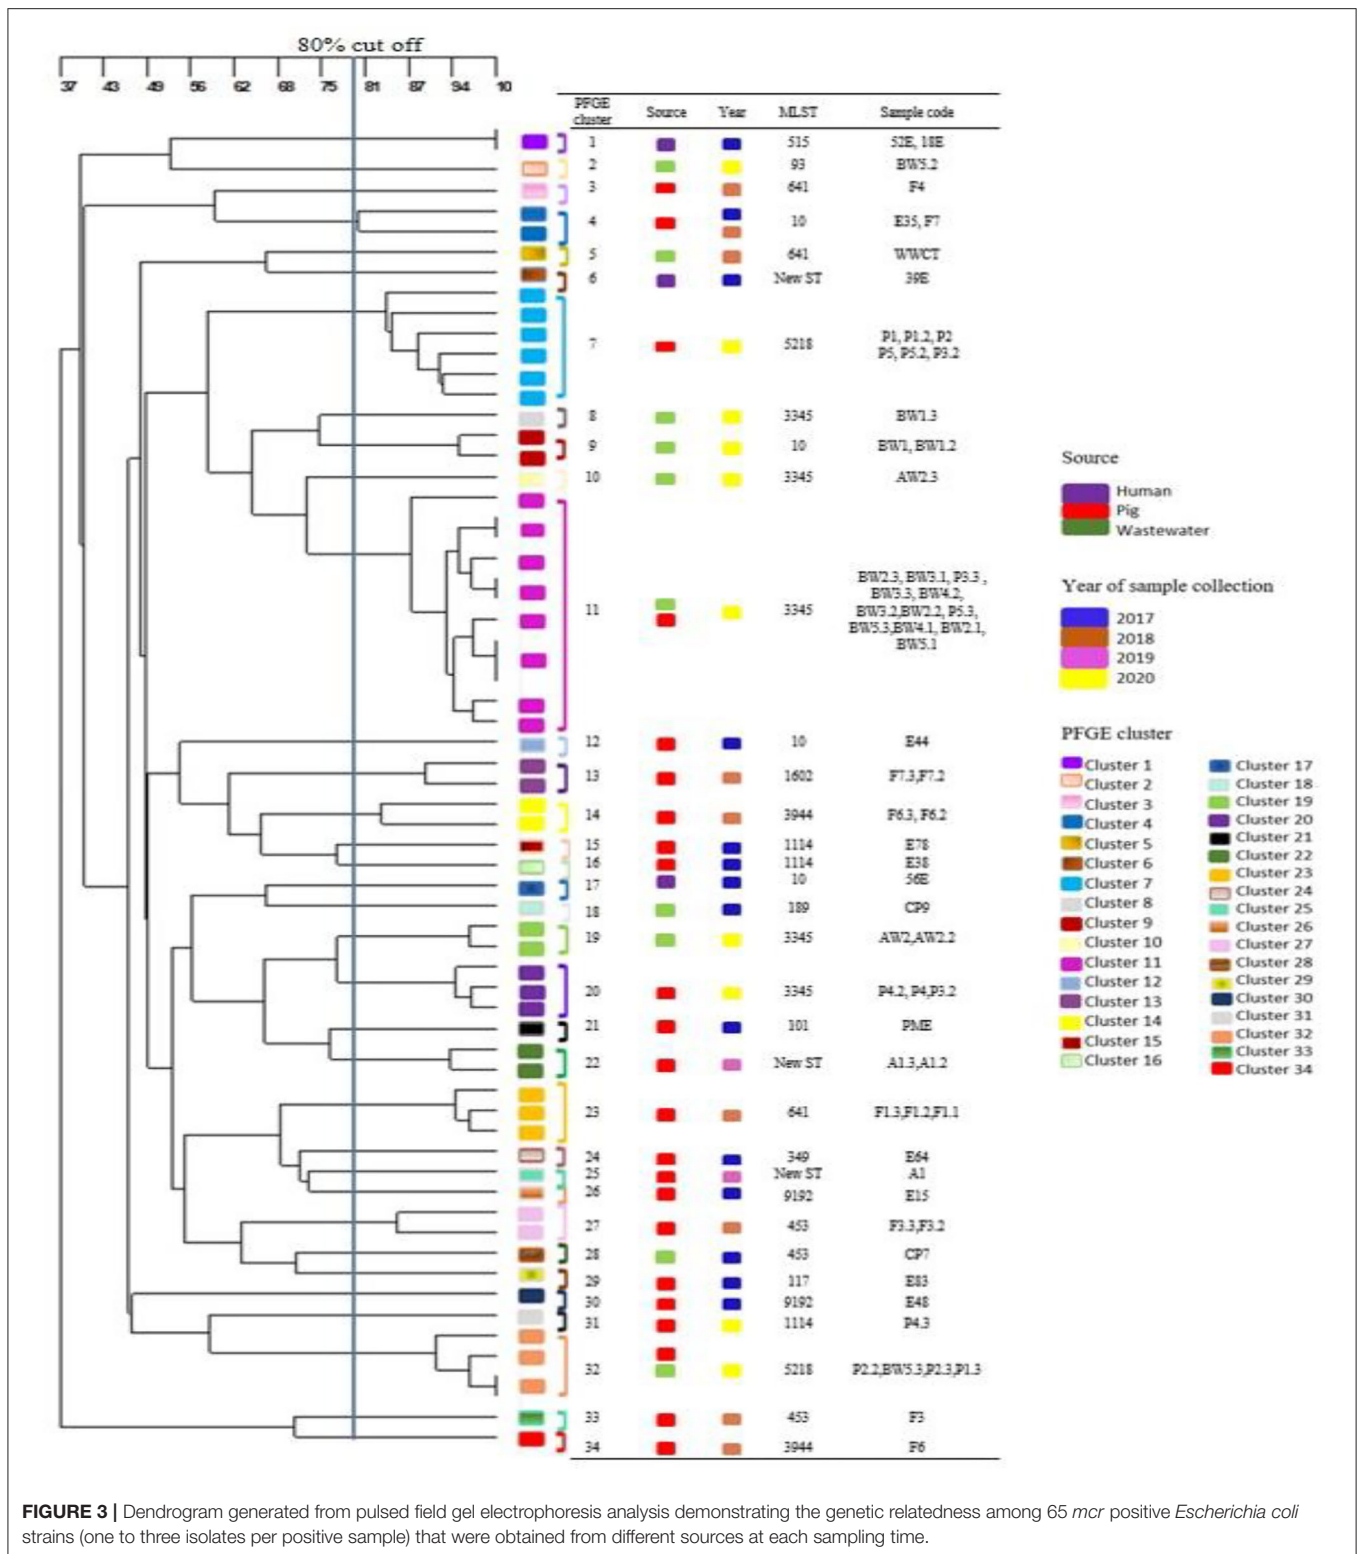 80% cut off
37 43 49 56 62 68 75 81 87 94 10
PFGE cluster Source Year MLST Sample code
1 515 52E, 18E
2 93 BW5.2
3 641 F4
4 10 E35, F7
5 641 WWCT
6 New ST 39E
7 5218 P1, P1.2, P2
P5, P5.2, P3.2
8 3345 BW1.3
9 10 BW1, BW1.2
10 3345 AW2.3
11 3345 BW2.3, BW3.1, P3.3 ,
BW3.3, BW4.2,
BW3.2,BW2.2, P5.3,
BW5.3,BW4.1, BW2.1,
BW5.1
12 10 E44
13 1602 F7.3,F7.2
14 3944 F6.3, F6.2
15 1114 E78
16 1114 E38
17 10 56E
18 189 CP9
19 3345 AW2,AW2.2
20 3345 P4.2, P4,P3.2
21 101 PME
22 New ST A1.3,A1.2
23 641 F1.3,F1.2,F1.1
24 349 E64
25 New ST A1
26 9192 E15
27 453 F3.3,F3.2
28 453 CP7
29 117 E83
30 9192 E48
31 1114 P4.3
32 5218 P2.2,BW5.3,P2.3,P1.3
33 453 F3
34 3944 F6
Source
Human
Pig
Wastewater
Year of sample collection
2017
2018
2019
2020
PFGE cluster
Cluster 1
Cluster 2
Cluster 3
Cluster 4
Cluster 5
Cluster 6
Cluster 7
Cluster 8
Cluster 9
Cluster 10
Cluster 11
Cluster 12
Cluster 13
Cluster 14
Cluster 15
Cluster 16
Cluster 17
Cluster 18
Cluster 19
Cluster 20
Cluster 21
Cluster 22
Cluster 23
Cluster 24
Cluster 25
Cluster 26
Cluster 27
Cluster 28
Cluster 29
Cluster 30
Cluster 31
Cluster 32
Cluster 33
Cluster 34
FIGURE 3 | Dendrogram generated from pulsed field gel electrophoresis analysis demonstrating the genetic relatedness among 65 mcr positive Escherichia coli
strains (one to three isolates per positive sample) that were obtained from different sources at each sampling time.